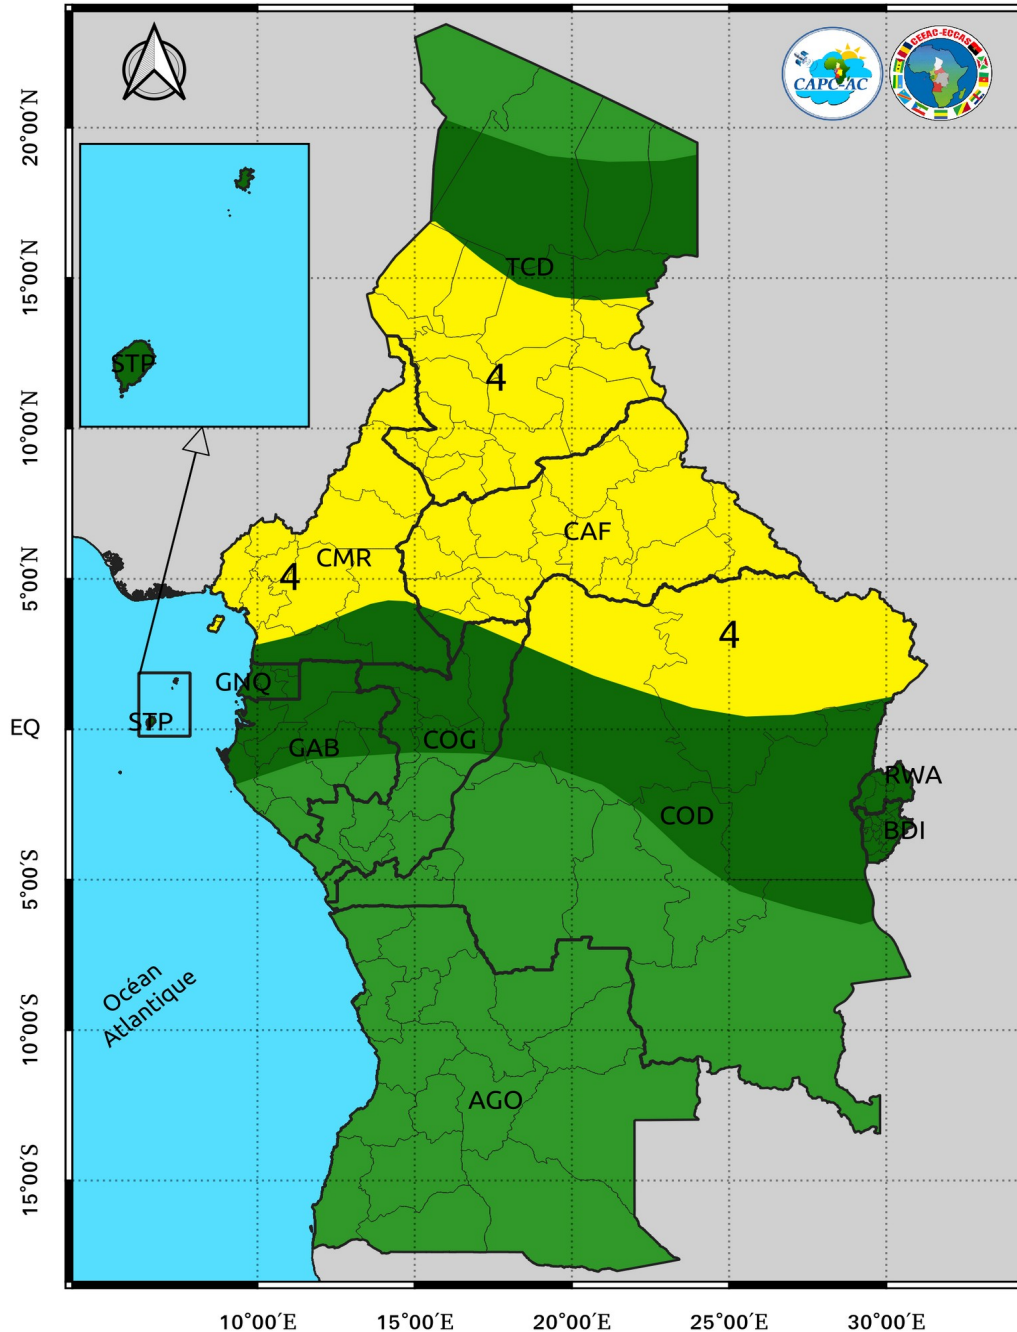 CAPC-AC
CEEAC-ECCAS
20°00′N
15°00′N
10°00′N
5°00′N
EQ
5°00′S
10°00′S
15°00′S
STP
TCD
4
CAF
CMR
4
4
GNQ
STP
GAB
COG
COD
RWA
BDI
Océan
Atlantique
AGO
10°00′E
15°00′E
20°00′E
25°00′E
30°00′E